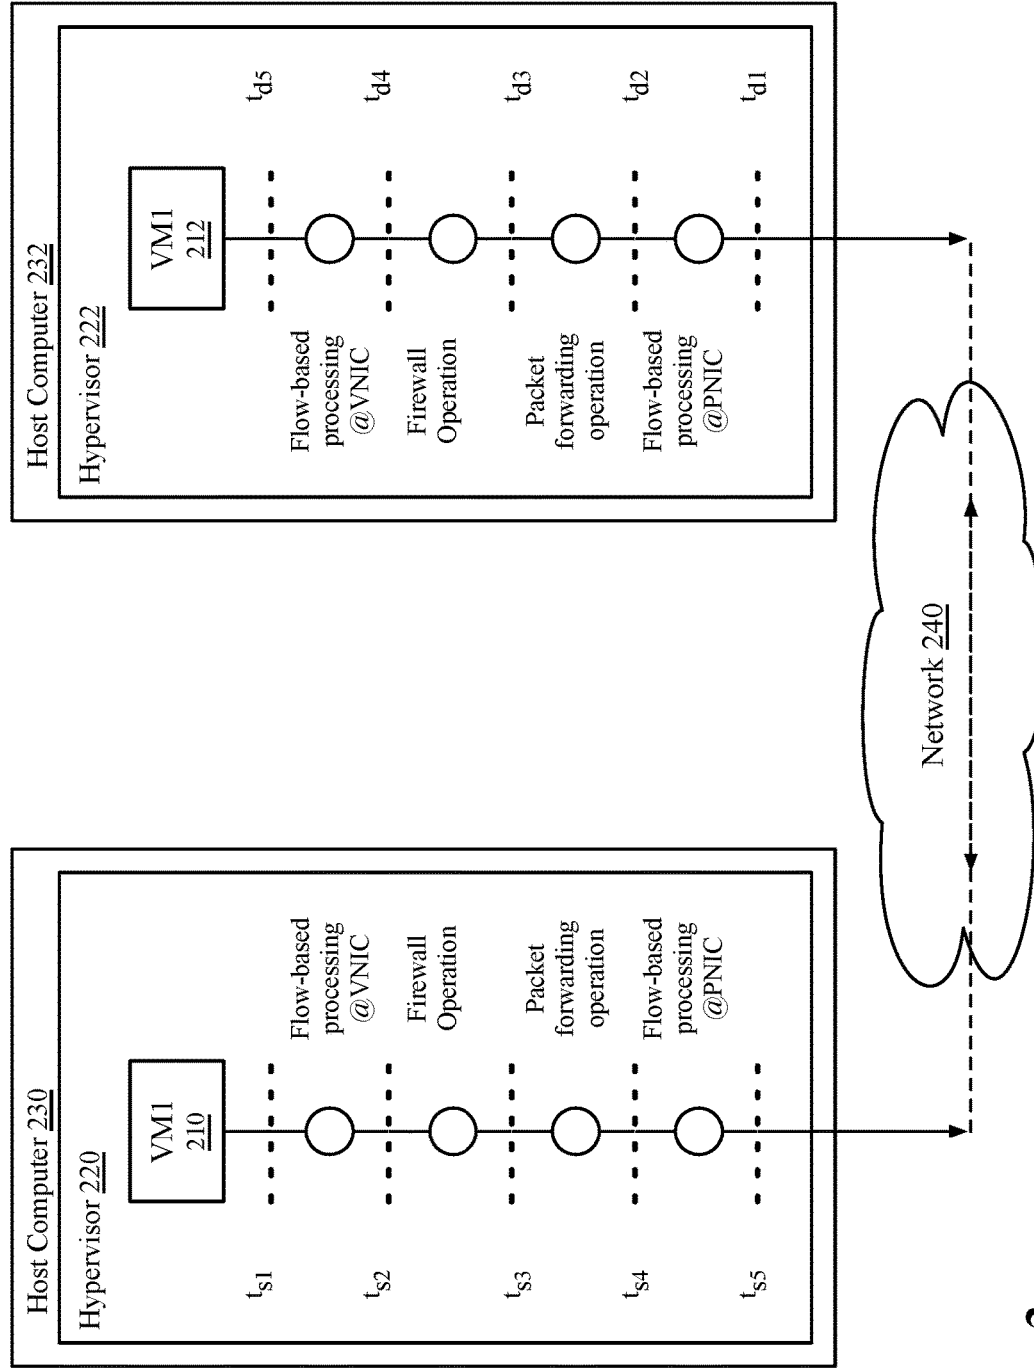 Host Computer 230
Hypervisor 220
VM1
210
ts1
Flow-based
processing
@VNIC
ts2
Firewall
Operation
ts3
Packet
forwarding
operation
ts4
Flow-based
processing
@PNIC
ts5
Host Computer 232
Hypervisor 222
VM1
212
td5
Flow-based
processing
@VNIC
td4
Firewall
Operation
td3
Packet
forwarding
operation
td2
Flow-based
processing
@PNIC
td1
Network 240